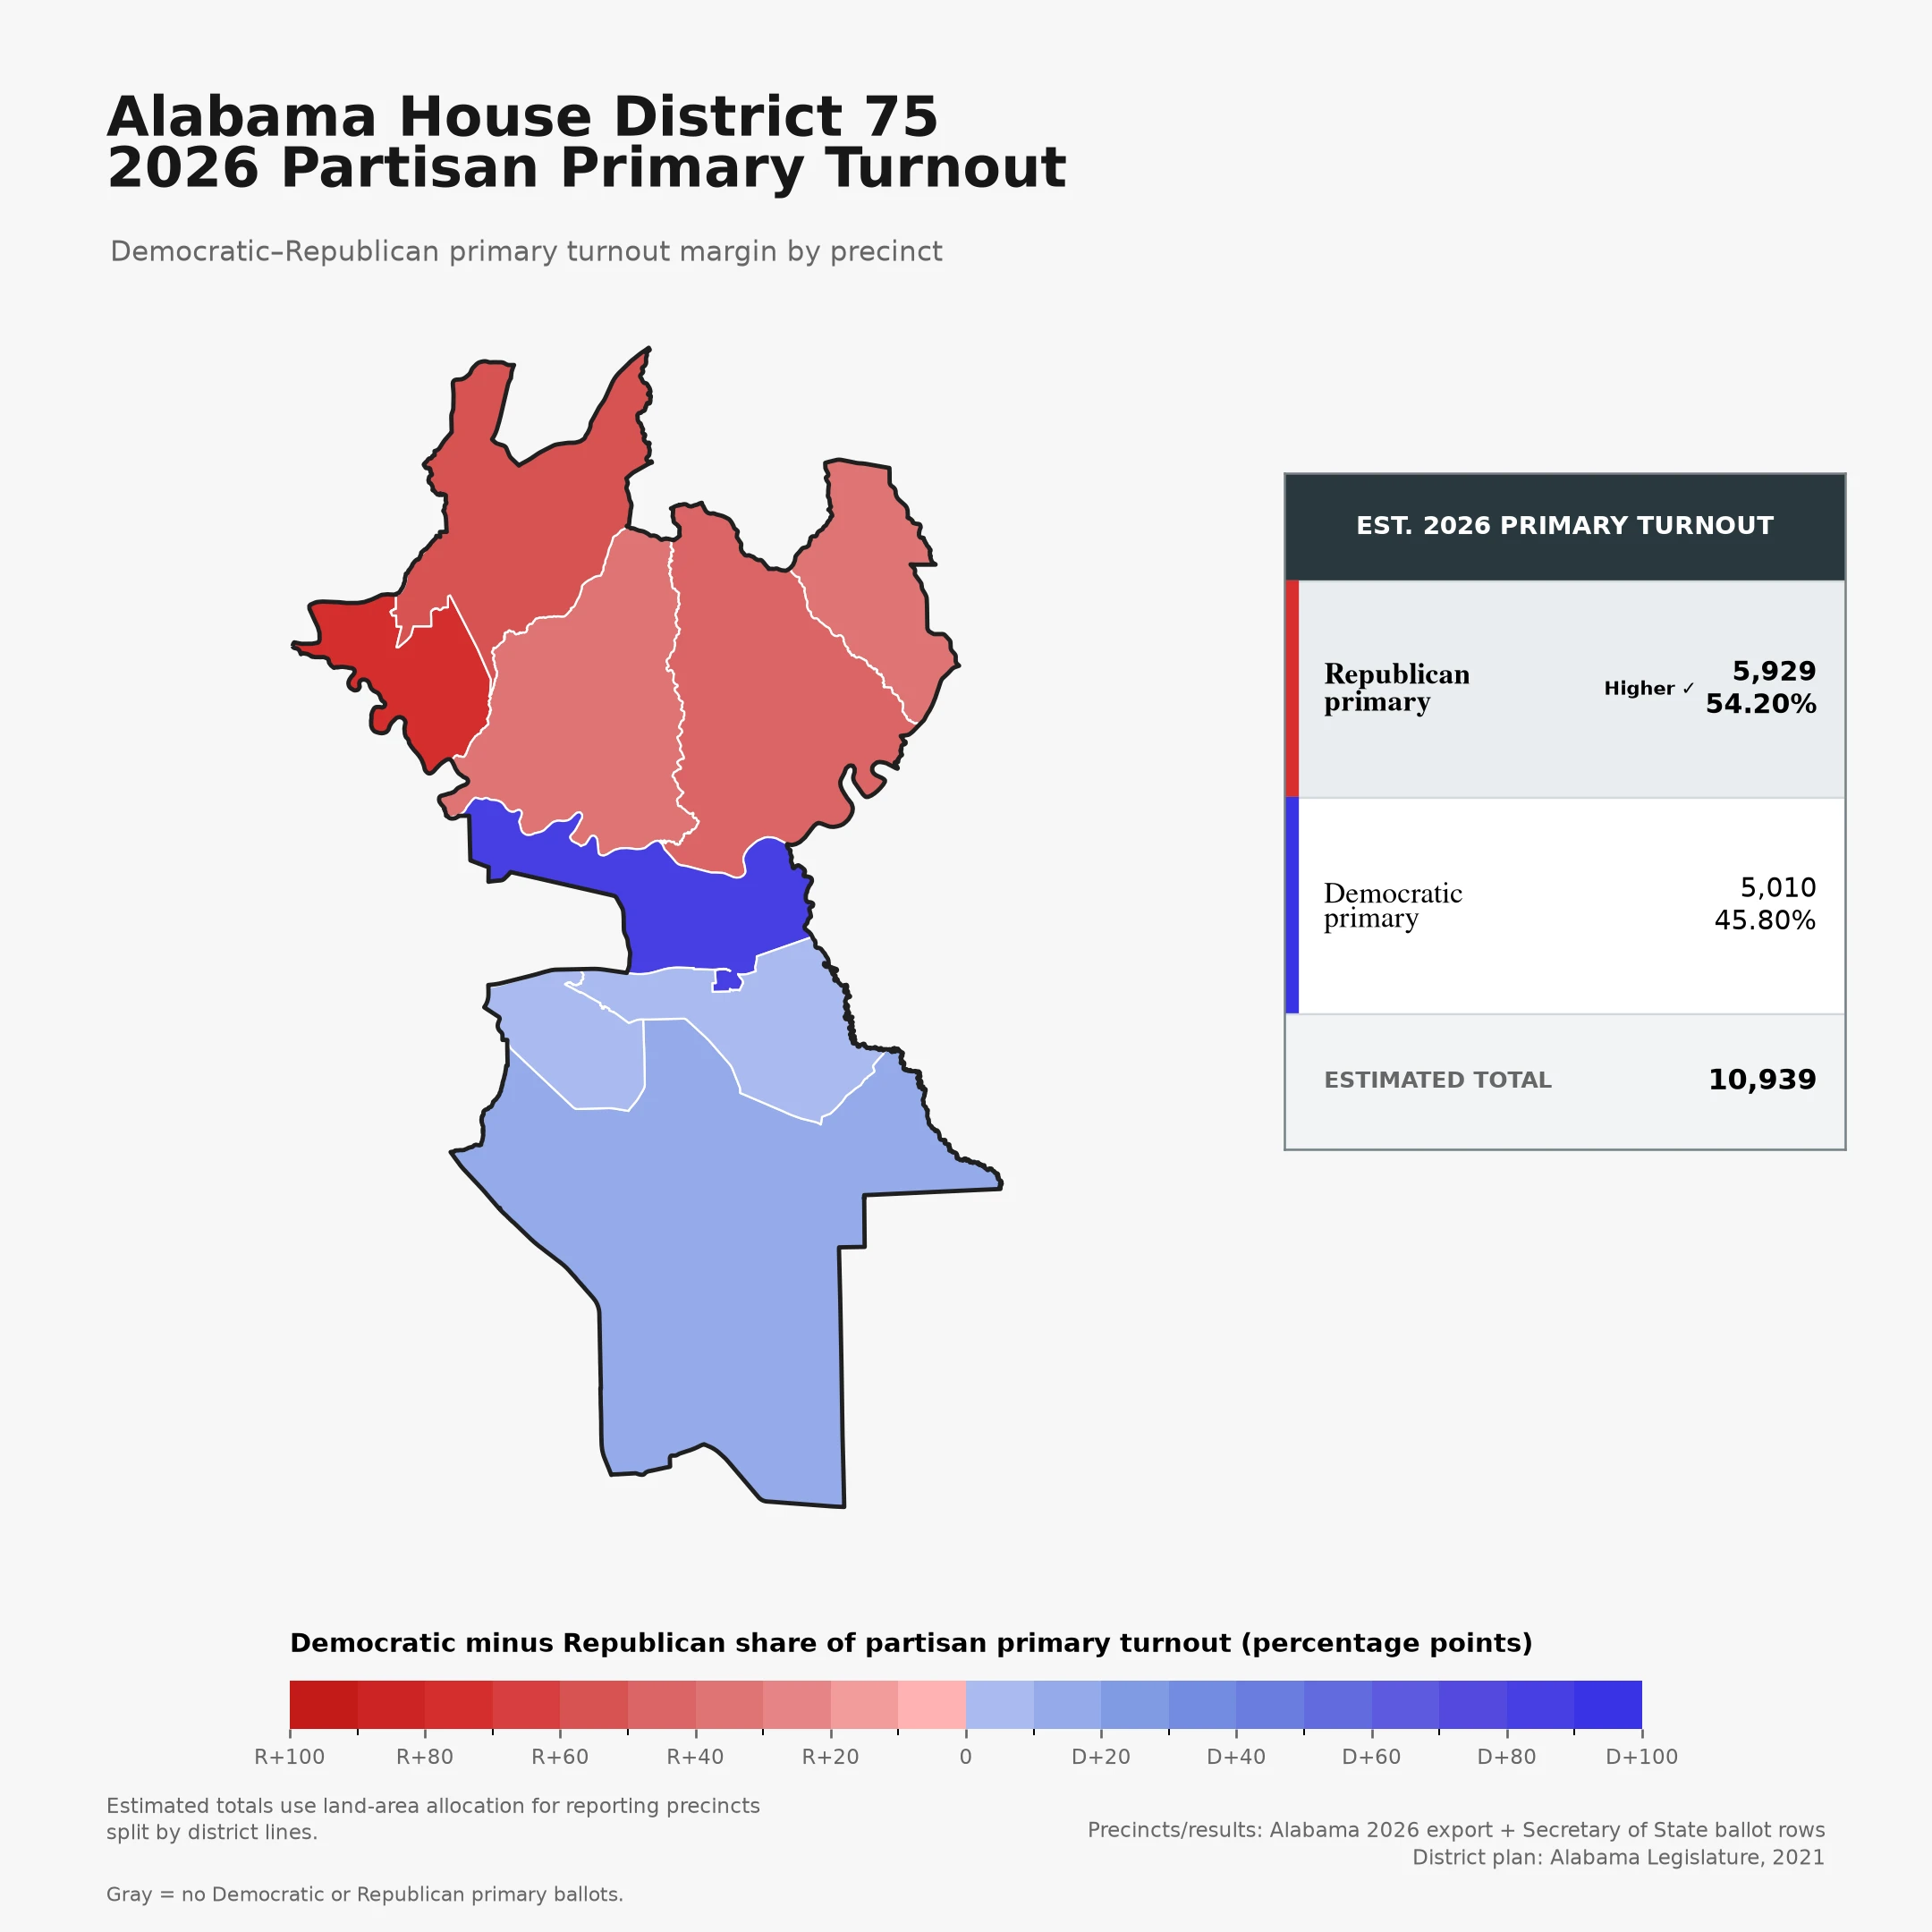 Alabama House District 75
2026 Partisan Primary Turnout
Democratic–Republican primary turnout margin by precinct
EST. 2026 PRIMARY TURNOUT
Republican
primary
Higher ✓
5,929
54.20%
Democratic
primary
5,010
45.80%
ESTIMATED TOTAL
10,939
Democratic minus Republican share of partisan primary turnout (percentage points)
R+100 R+80 R+60 R+40 R+20 0 D+20 D+40 D+60 D+80 D+100
Estimated totals use land-area allocation for reporting precincts
split by district lines.
Gray = no Democratic or Republican primary ballots.
Precincts/results: Alabama 2026 export + Secretary of State ballot rows
District plan: Alabama Legislature, 2021